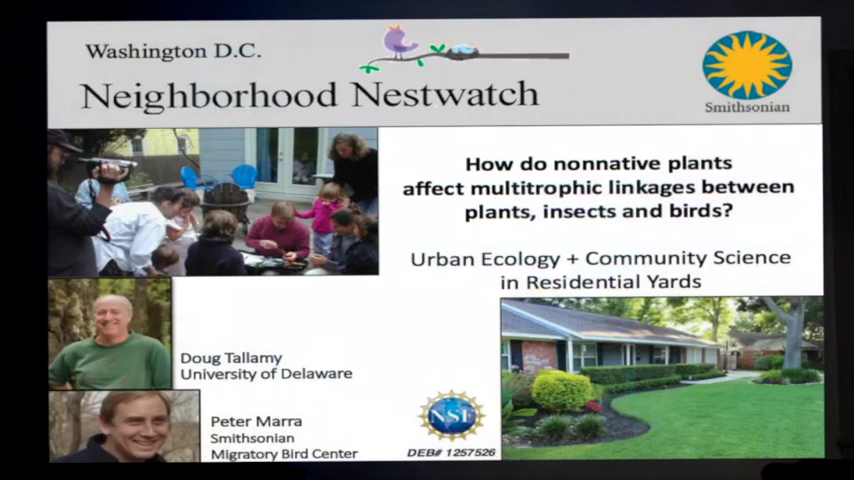 Washington D.C.
Neighborhood Nestwatch
Smithsonian
How do nonnative plants
affect multitrophic linkages between
plants, insects and birds?
Urban Ecology + Community Science
in Residential Yards
Doug Tallamy
University of Delaware
Peter Marra
Smithsonian
Migratory Bird Center
NSF
DEB# 1257526